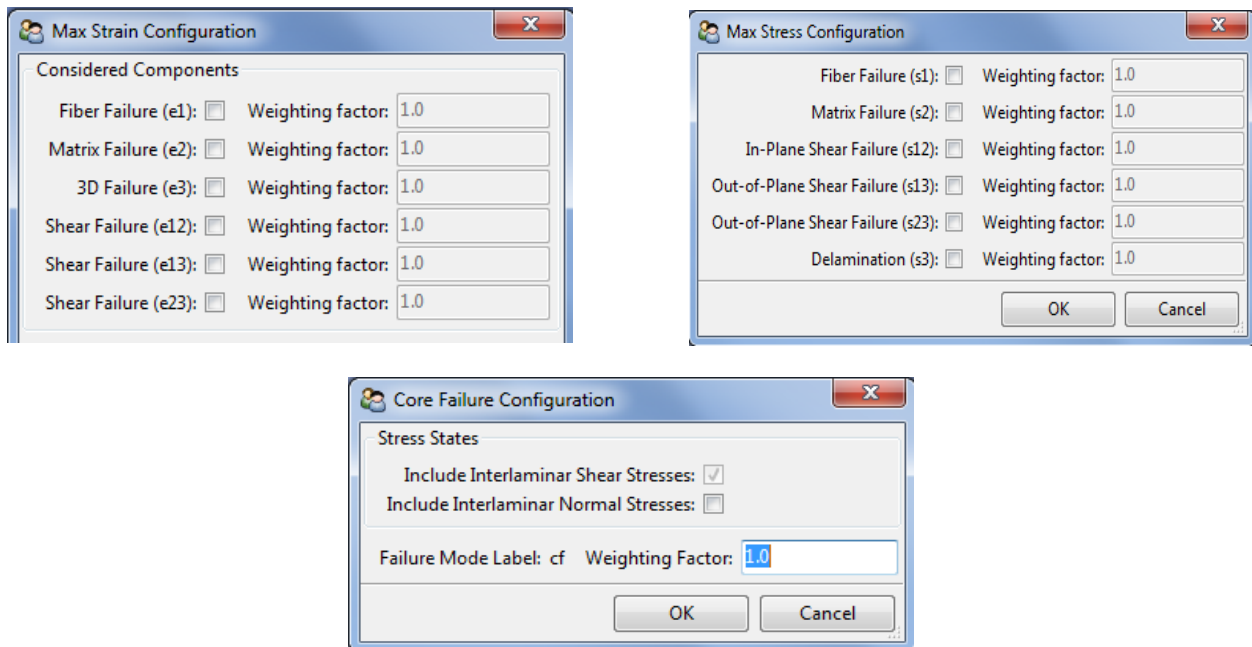 Max Strain Configuration
Considered Components
Fiber Failure (e1): Weighting factor: 1.0
Matrix Failure (e2): Weighting factor: 1.0
3D Failure (e3): Weighting factor: 1.0
Shear Failure (e12): Weighting factor: 1.0
Shear Failure (e13): Weighting factor: 1.0
Shear Failure (e23): Weighting factor: 1.0
Max Stress Configuration
Fiber Failure (s1): Weighting factor: 1.0
Matrix Failure (s2): Weighting factor: 1.0
In-Plane Shear Failure (s12): Weighting factor: 1.0
Out-of-Plane Shear Failure (s13): Weighting factor: 1.0
Out-of-Plane Shear Failure (s23): Weighting factor: 1.0
Delamination (s3): Weighting factor: 1.0
OK Cancel
Core Failure Configuration
Stress States
Include Interlaminar Shear Stresses:
Include Interlaminar Normal Stresses:
Failure Mode Label: cf Weighting Factor: 1.0
OK Cancel